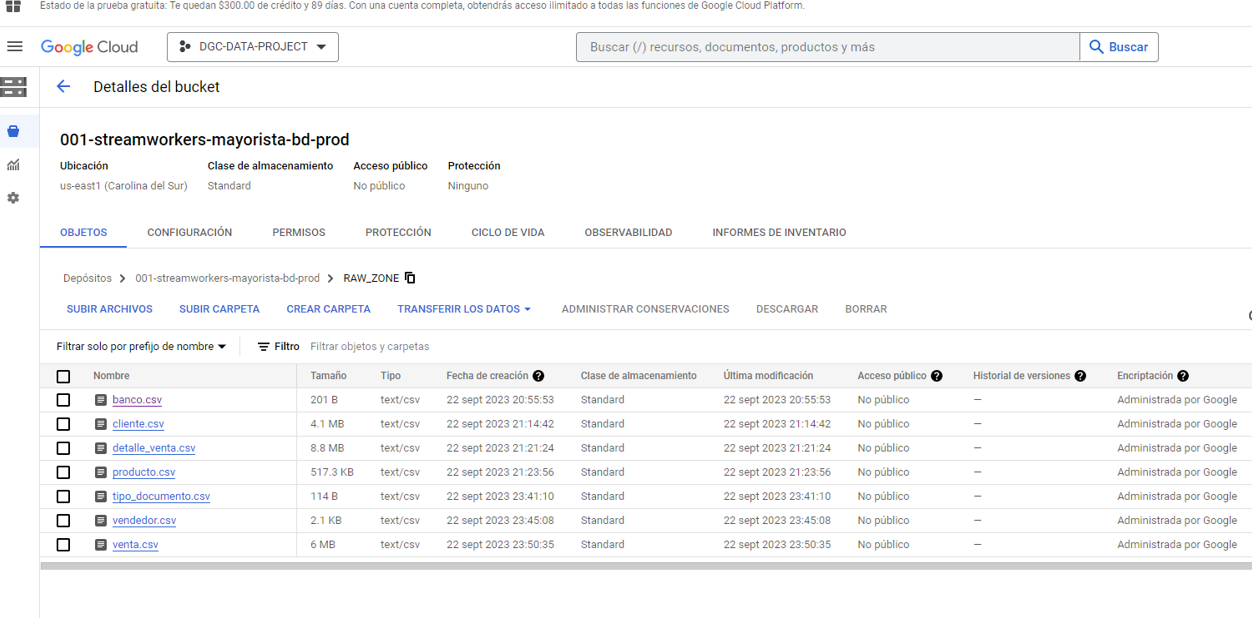 Estado de la prueba gratuita: Te quedan $300.00 de crédito y 89 días. Con una cuenta completa, obtendrás acceso ilimitado a todas las funciones de Google Cloud Platform.
Google Cloud DGC-DATA-PROJECT Buscar (/) recursos, documentos, productos y más Buscar
Detalles del bucket
001-streamworkers-mayorista-bd-prod
Ubicación Clase de almacenamiento Acceso público Protección
us-east1 (Carolina del Sur) Standard No público Ninguno
OBJETOS CONFIGURACIÓN PERMISOS PROTECCIÓN CICLO DE VIDA OBSERVABILIDAD INFORMES DE INVENTARIO
Depósitos > 001-streamworkers-mayorista-bd-prod > RAW_ZONE
SUBIR ARCHIVOS SUBIR CARPETA CREAR CARPETA TRANSFERIR LOS DATOS ADMINISTRAR CONSERVACIONES DESCARGAR BORRAR
Filtrar solo por prefijo de nombre Filtro Filtrar objetos y carpetas
Nombre Tamaño Tipo Fecha de creación Clase de almacenamiento Última modificación Acceso público Historial de versiones Encriptación
banco.csv 201 B text/csv 22 sept 2023 20:55:53 Standard 22 sept 2023 20:55:53 No público — Administrada por Google
cliente.csv 4.1 MB text/csv 22 sept 2023 21:14:42 Standard 22 sept 2023 21:14:42 No público — Administrada por Google
detalle_venta.csv 8.8 MB text/csv 22 sept 2023 21:21:24 Standard 22 sept 2023 21:21:24 No público — Administrada por Google
producto.csv 517.3 KB text/csv 22 sept 2023 21:23:56 Standard 22 sept 2023 21:23:56 No público — Administrada por Google
tipo_documento.csv 114 B text/csv 22 sept 2023 23:41:10 Standard 22 sept 2023 23:41:10 No público — Administrada por Google
vendedor.csv 2.1 KB text/csv 22 sept 2023 23:45:08 Standard 22 sept 2023 23:45:08 No público — Administrada por Google
venta.csv 6 MB text/csv 22 sept 2023 23:50:35 Standard 22 sept 2023 23:50:35 No público — Administrada por Google